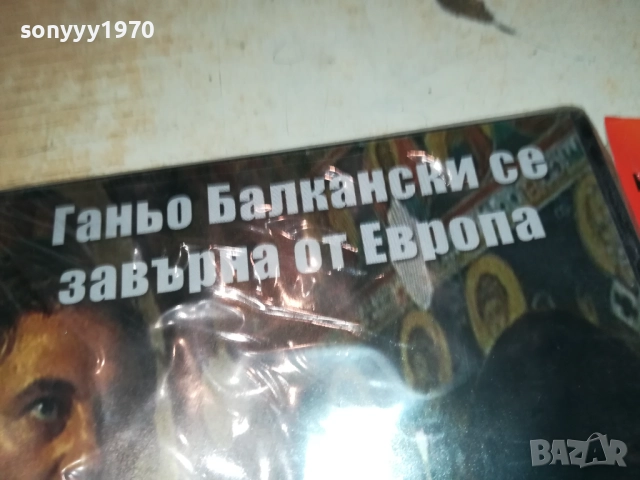 sonyyy1970
Ганьо Балкански се
завърна от Европа
BAZAR